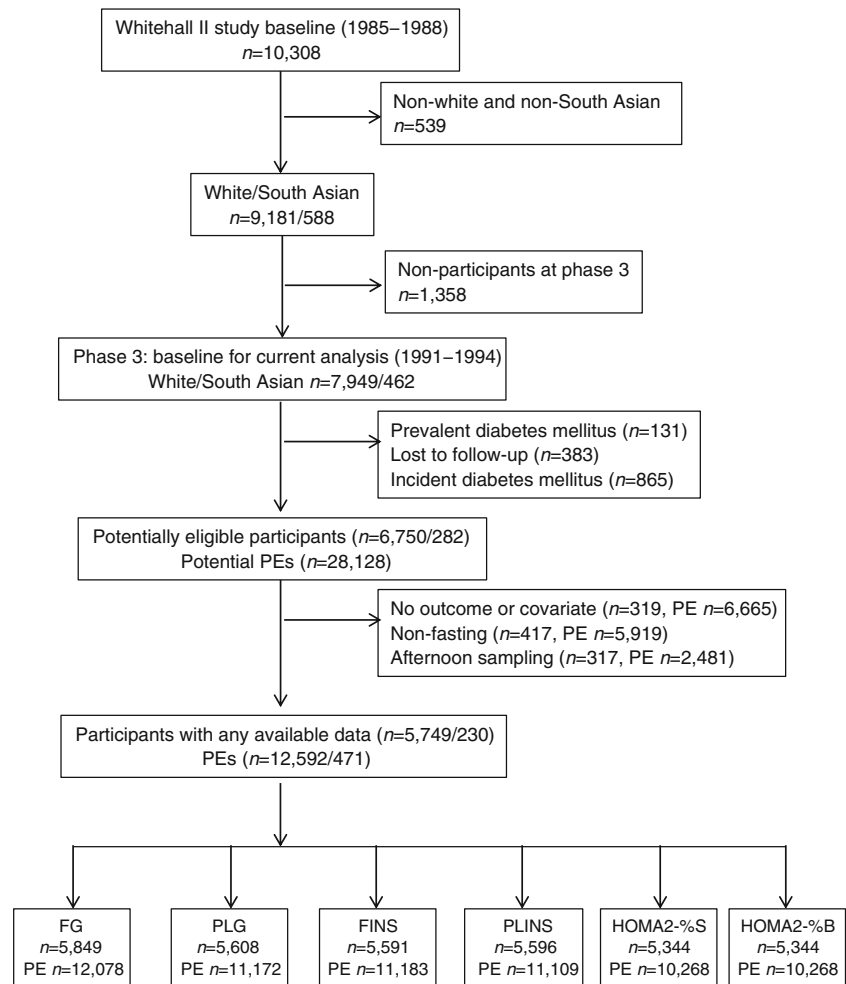 Whitehall II study baseline (1985–1988)
n=10,308
Non-white and non-South Asian
n=539
White/South Asian
n=9,181/588
Non-participants at phase 3
n=1,358
Phase 3: baseline for current analysis (1991–1994)
White/South Asian n=7,949/462
Prevalent diabetes mellitus (n=131)
Lost to follow-up (n=383)
Incident diabetes mellitus (n=865)
Potentially eligible participants (n=6,750/282)
Potential PEs (n=28,128)
No outcome or covariate (n=319, PE n=6,665)
Non-fasting (n=417, PE n=5,919)
Afternoon sampling (n=317, PE n=2,481)
Participants with any available data (n=5,749/230)
PEs (n=12,592/471)
FG
n=5,849
PE n=12,078
PLG
n=5,608
PE n=11,172
FINS
n=5,591
PE n=11,183
PLINS
n=5,596
PE n=11,109
HOMA2-%S
n=5,344
PE n=10,268
HOMA2-%B
n=5,344
PE n=10,268